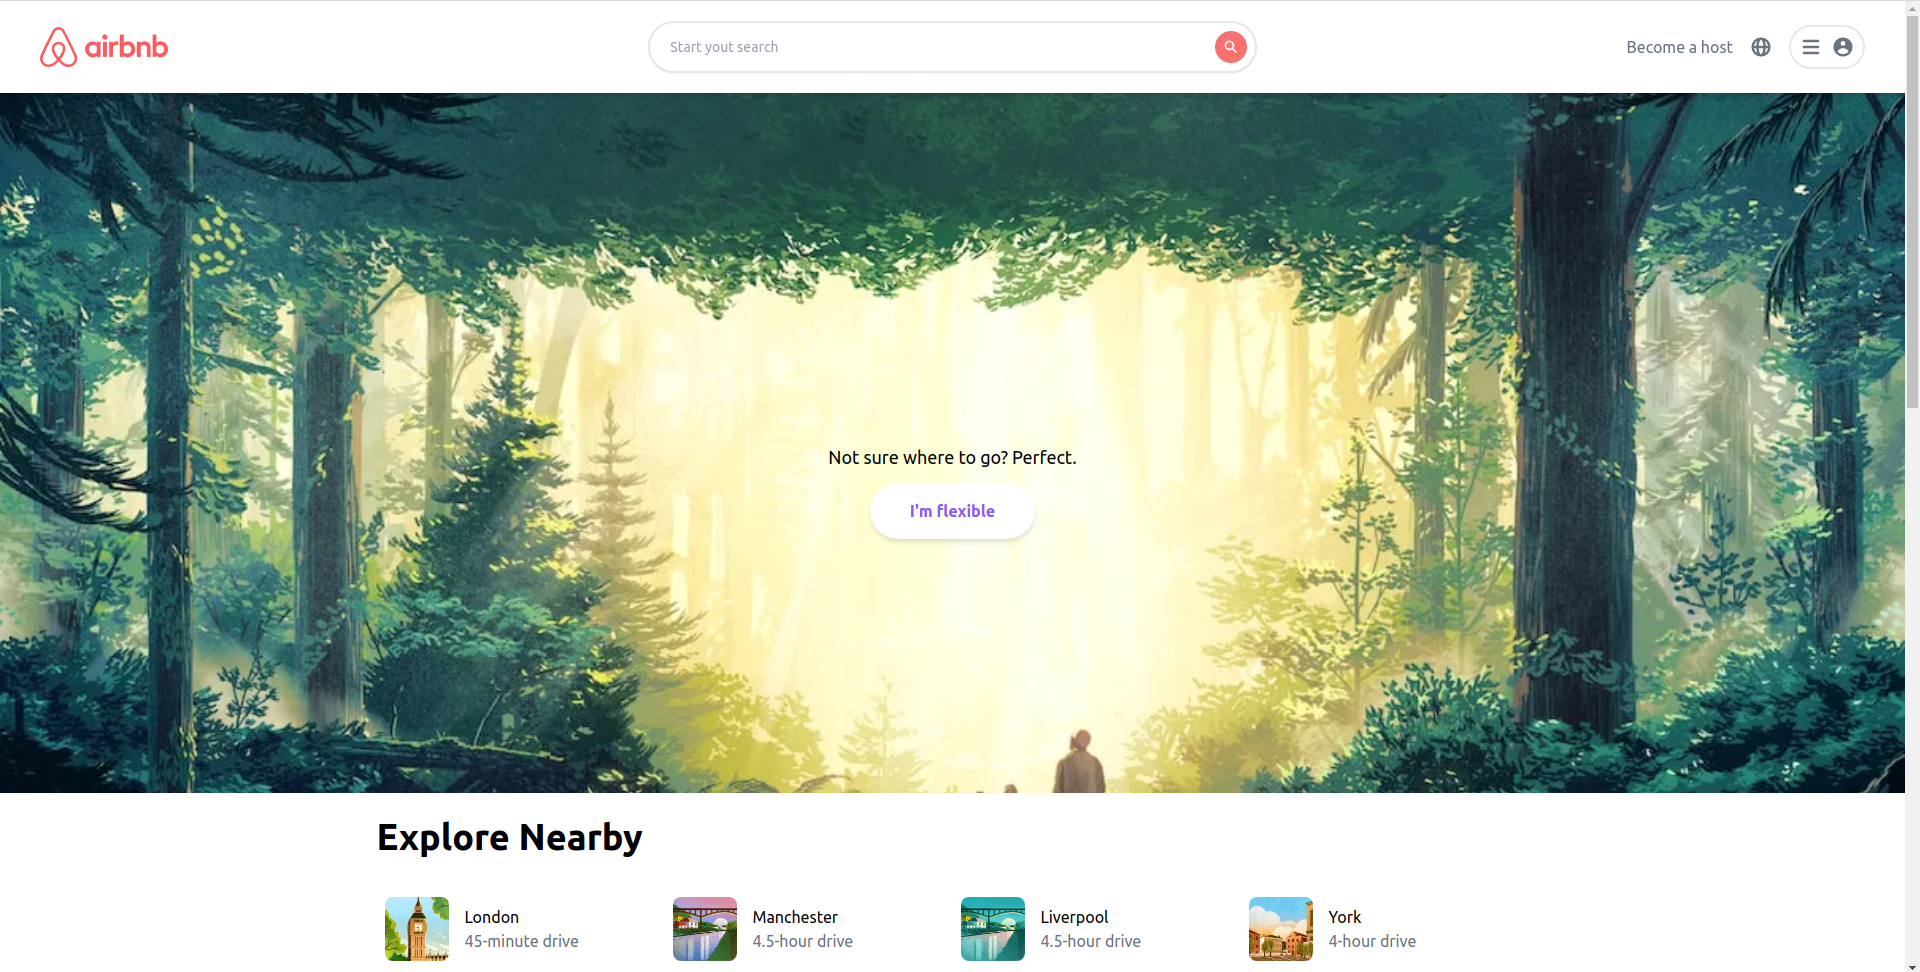 airbnb
Start yout search
Become a host
Not sure where to go? Perfect.
I'm flexible
Explore Nearby
London
45-minute drive
Manchester
4.5-hour drive
Liverpool
4.5-hour drive
York
4-hour drive